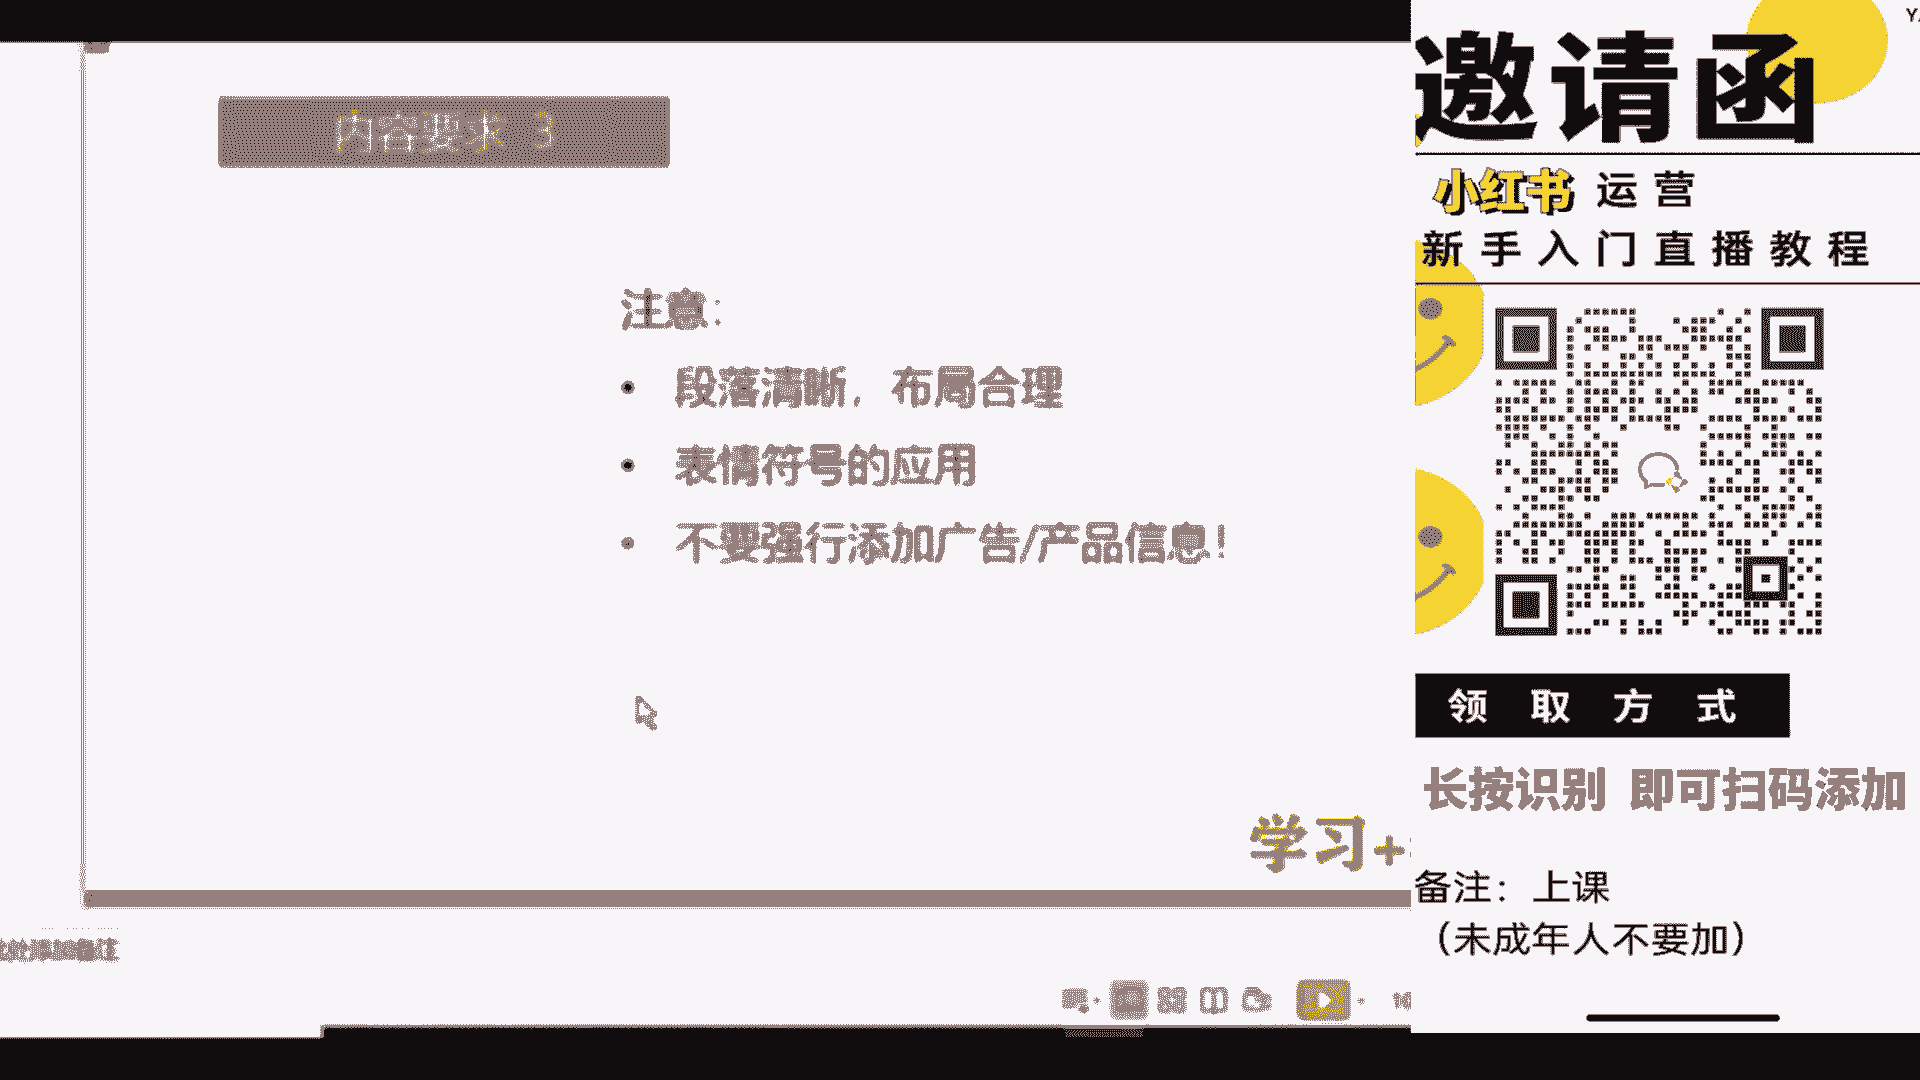 内容要求 3
注意：
• 段落清晰，布局合理
• 表情符号的应用
• 不要强行添加广告/产品信息！
学习+
邀请函
小红书 运营
新手入门直播教程
领取方式
长按识别 即可扫码添加
备注：上课
（未成年人不要加）